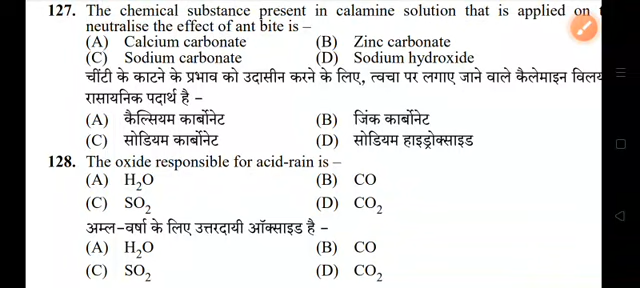 127. The chemical substance present in calamine solution that is applied on
neutralise the effect of ant bite is –
(A) Calcium carbonate (B) Zinc carbonate
(C) Sodium carbonate (D) Sodium hydroxide
चींटी के काटने के प्रभाव को उदासीन करने के लिए, त्वचा पर लगाए जाने वाले कैलेमाइन
रासायनिक पदार्थ है –
(A) कैल्सियम कार्बोनेट (B) जिंक कार्बोनेट
(C) सोडियम कार्बोनेट (D) सोडियम हाइड्रोक्साइड
128. The oxide responsible for acid-rain is –
(A) H₂O (B) CO
(C) SO₂ (D) CO₂
अम्ल-वर्षा के लिए उत्तरदायी ऑक्साइड है –
(A) H₂O (B) CO
(C) SO₂ (D) CO₂